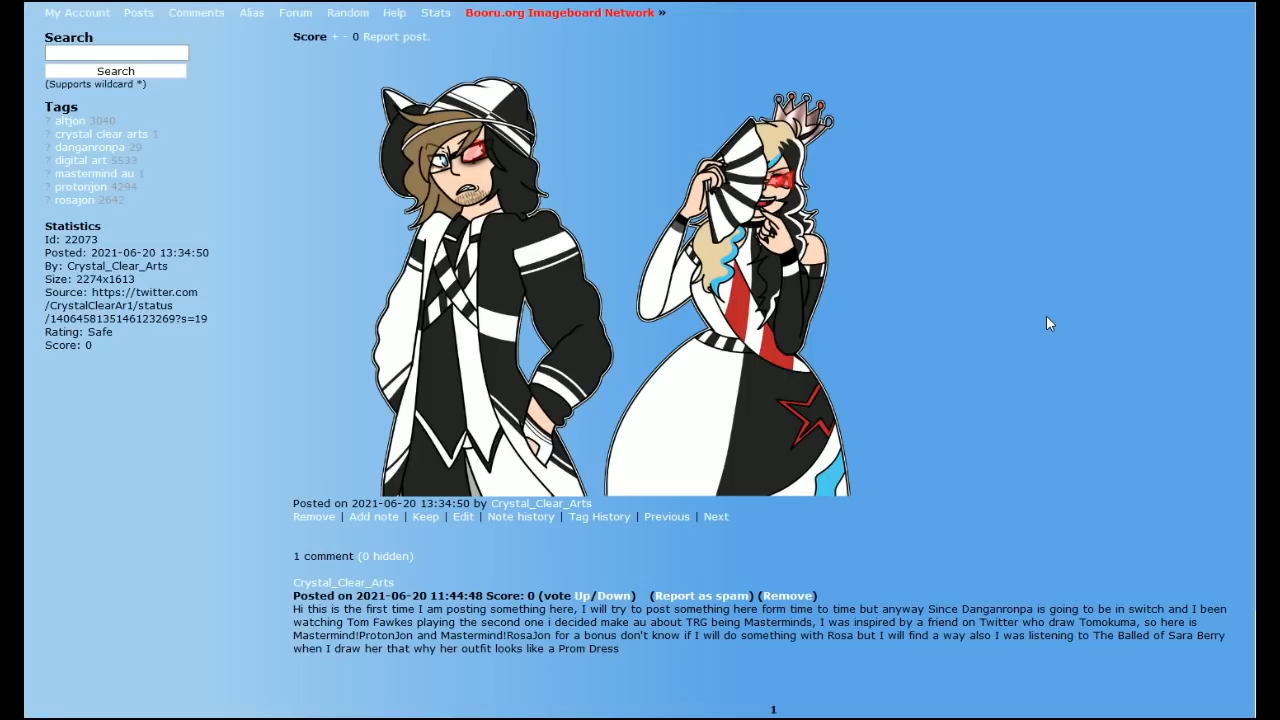 My Account Posts Comments Alias Forum Random Help Stats Booru.org Imageboard Network »
Search
Search
(Supports wildcard *)
Tags
? altjon 3040
? crystal clear arts 1
? danganronpa 29
? digital art 5533
? mastermind au 1
? protonjon 4294
? rosajon 2642
Statistics
Id: 22073
Posted: 2021-06-20 13:34:50
By: Crystal_Clear_Arts
Size: 2274x1613
Source: https://twitter.com
/CrystalClearAr1/status
/1406458135146123269?s=19
Rating: Safe
Score: 0
Score + - 0 Report post.
Posted on 2021-06-20 13:34:50 by Crystal_Clear_Arts
Remove | Add note | Keep | Edit | Note history | Tag History | Previous | Next
1 comment (0 hidden)
Crystal_Clear_Arts
Posted on 2021-06-20 11:44:48 Score: 0 (vote Up/Down) (Report as spam) (Remove)
Hi this is the first time I am posting something here, I will try to post something here form time to time but anyway Since Danganronpa is going to be in switch and I been
watching Tom Fawkes playing the second one i decided make au about TRG being Masterminds, I was inspired by a friend on Twitter who draw Tomokuma, so here is
Mastermind!ProtonJon and Mastermind!RosaJon for a bonus don't know if I will do something with Rosa but I will find a way also I was listening to The Balled of Sara Berry
when I draw her that why her outfit looks like a Prom Dress
1